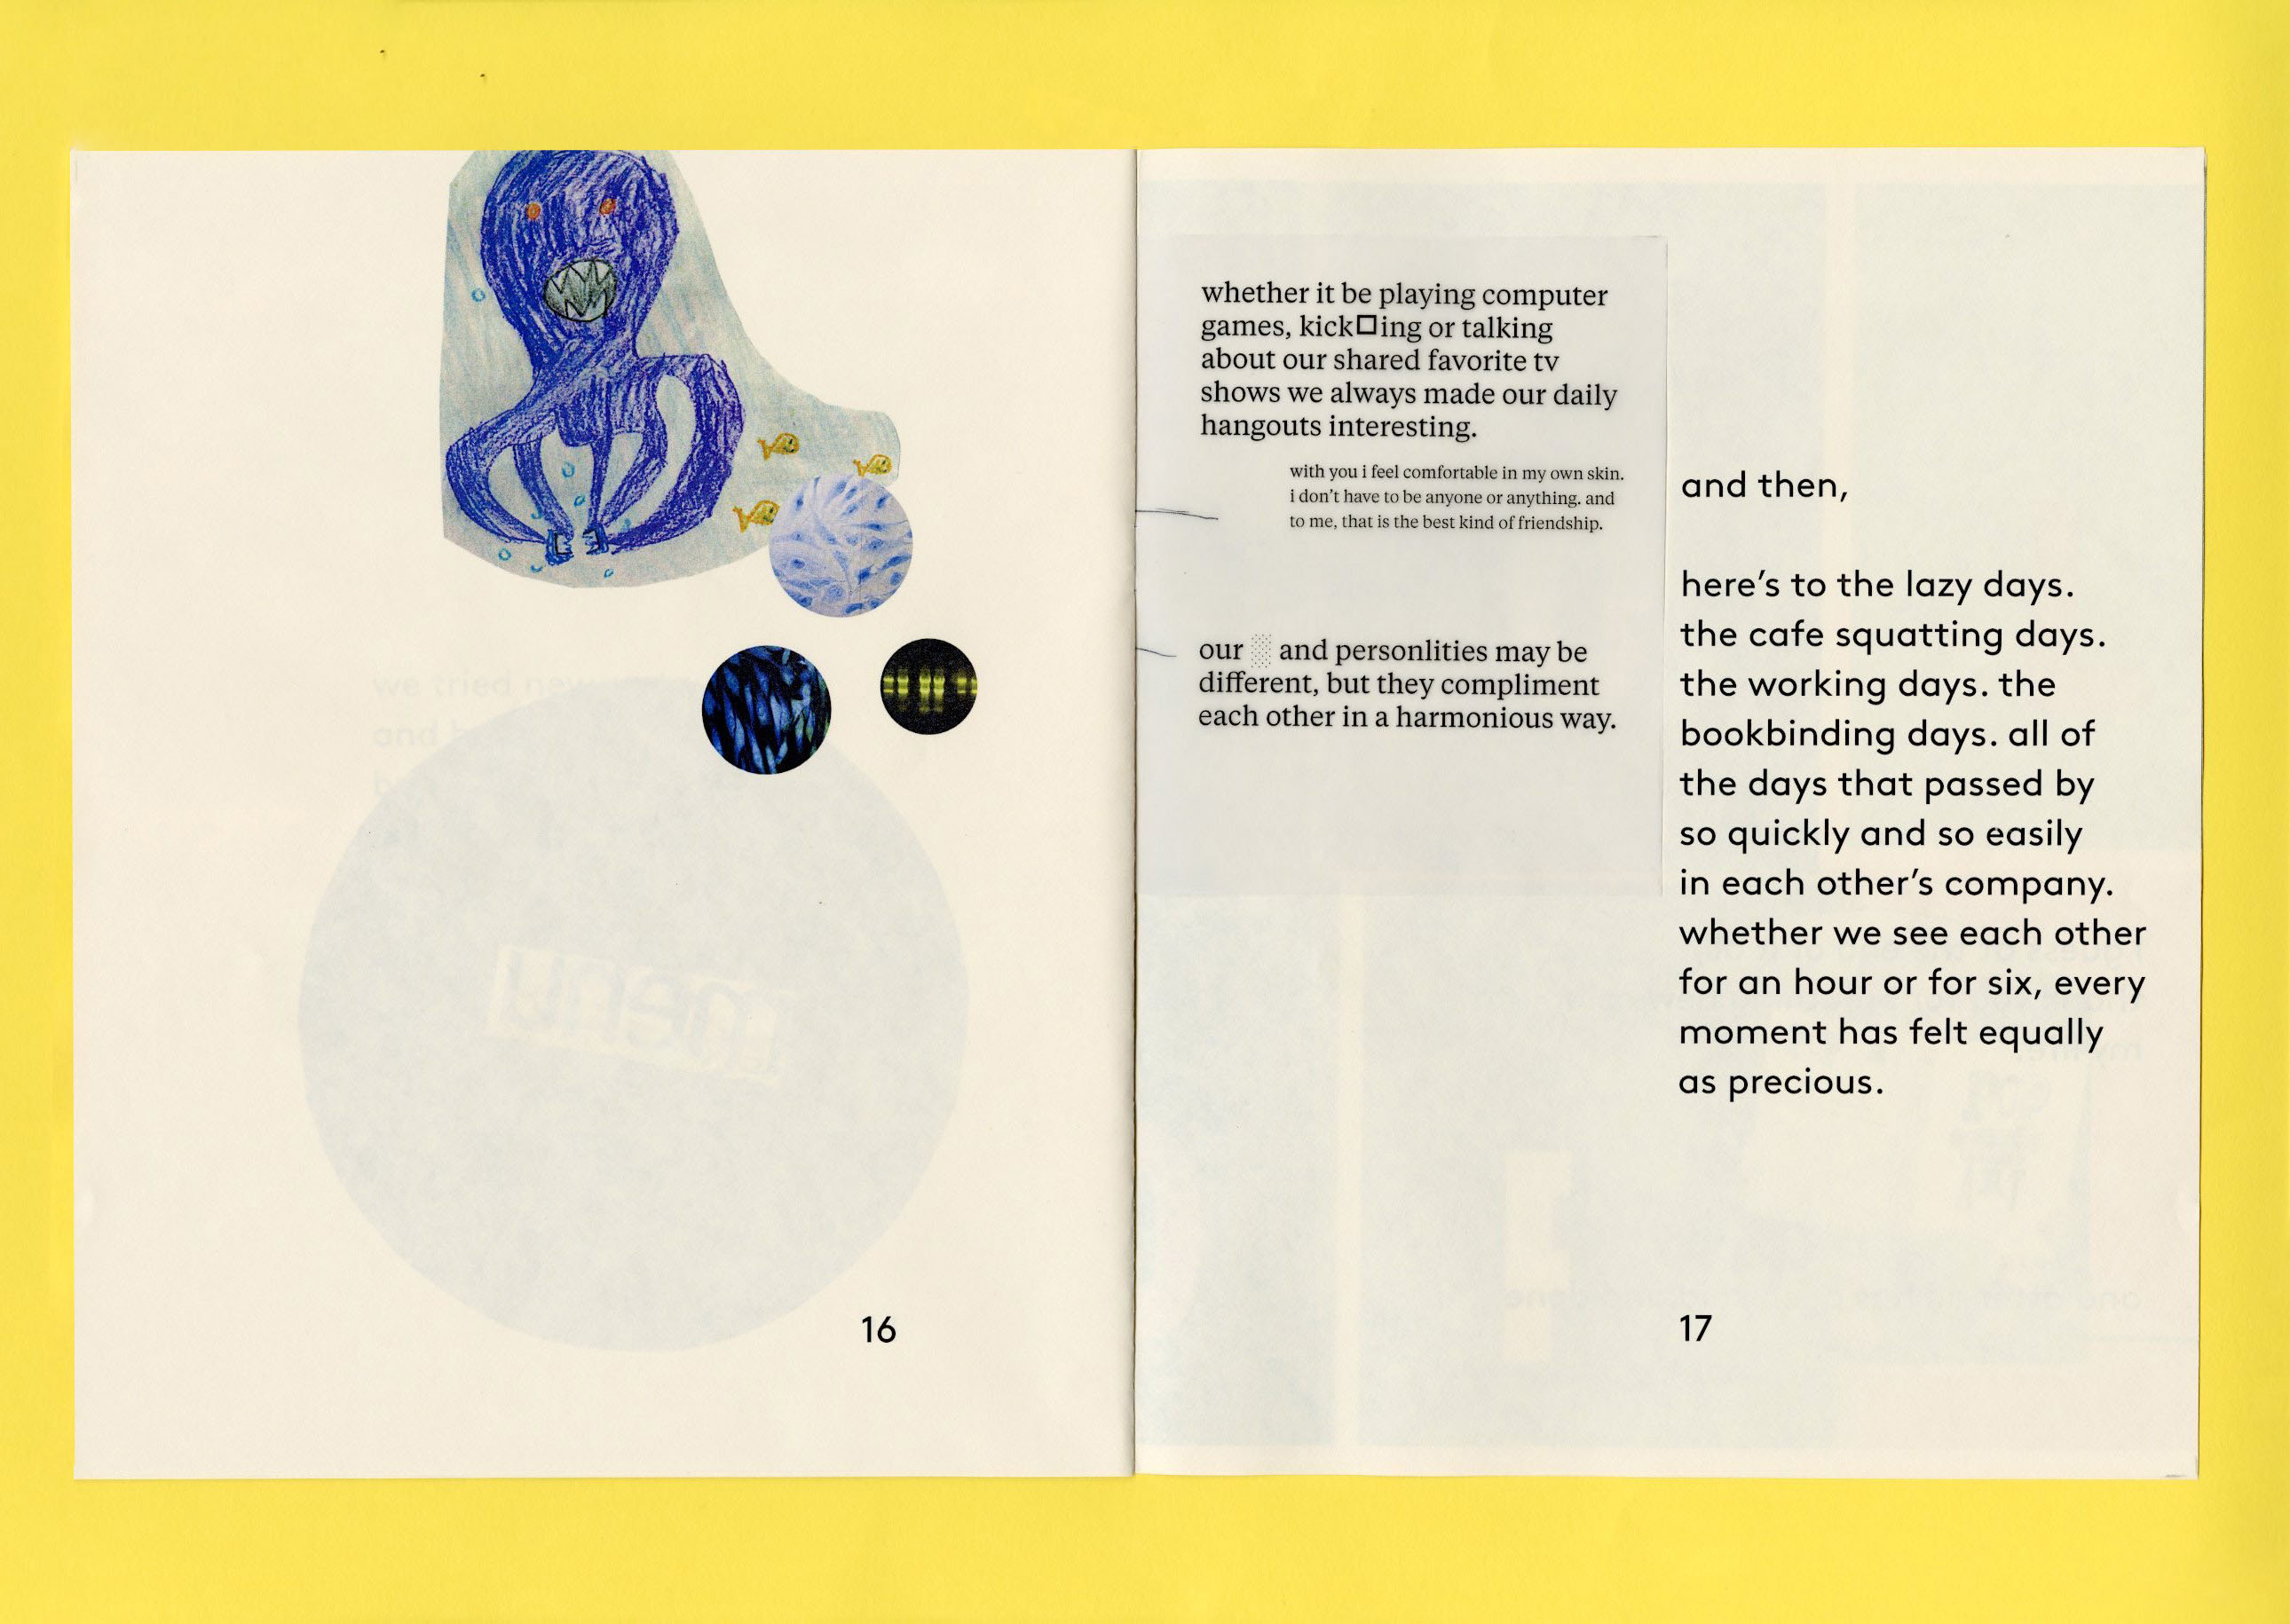 whether it be playing computer
games, kick□ing or talking
about our shared favorite tv
shows we always made our daily
hangouts interesting.
with you i feel comfortable in my own skin.
i don't have to be anyone or anything. and
to me, that is the best kind of friendship.
our ░ and personlities may be
different, but they compliment
each other in a harmonious way.
and then,
here's to the lazy days.
the cafe squatting days.
the working days. the
bookbinding days. all of
the days that passed by
so quickly and so easily
in each other's company.
whether we see each other
for an hour or for six, every
moment has felt equally
as precious.
we tried new
and
16
17